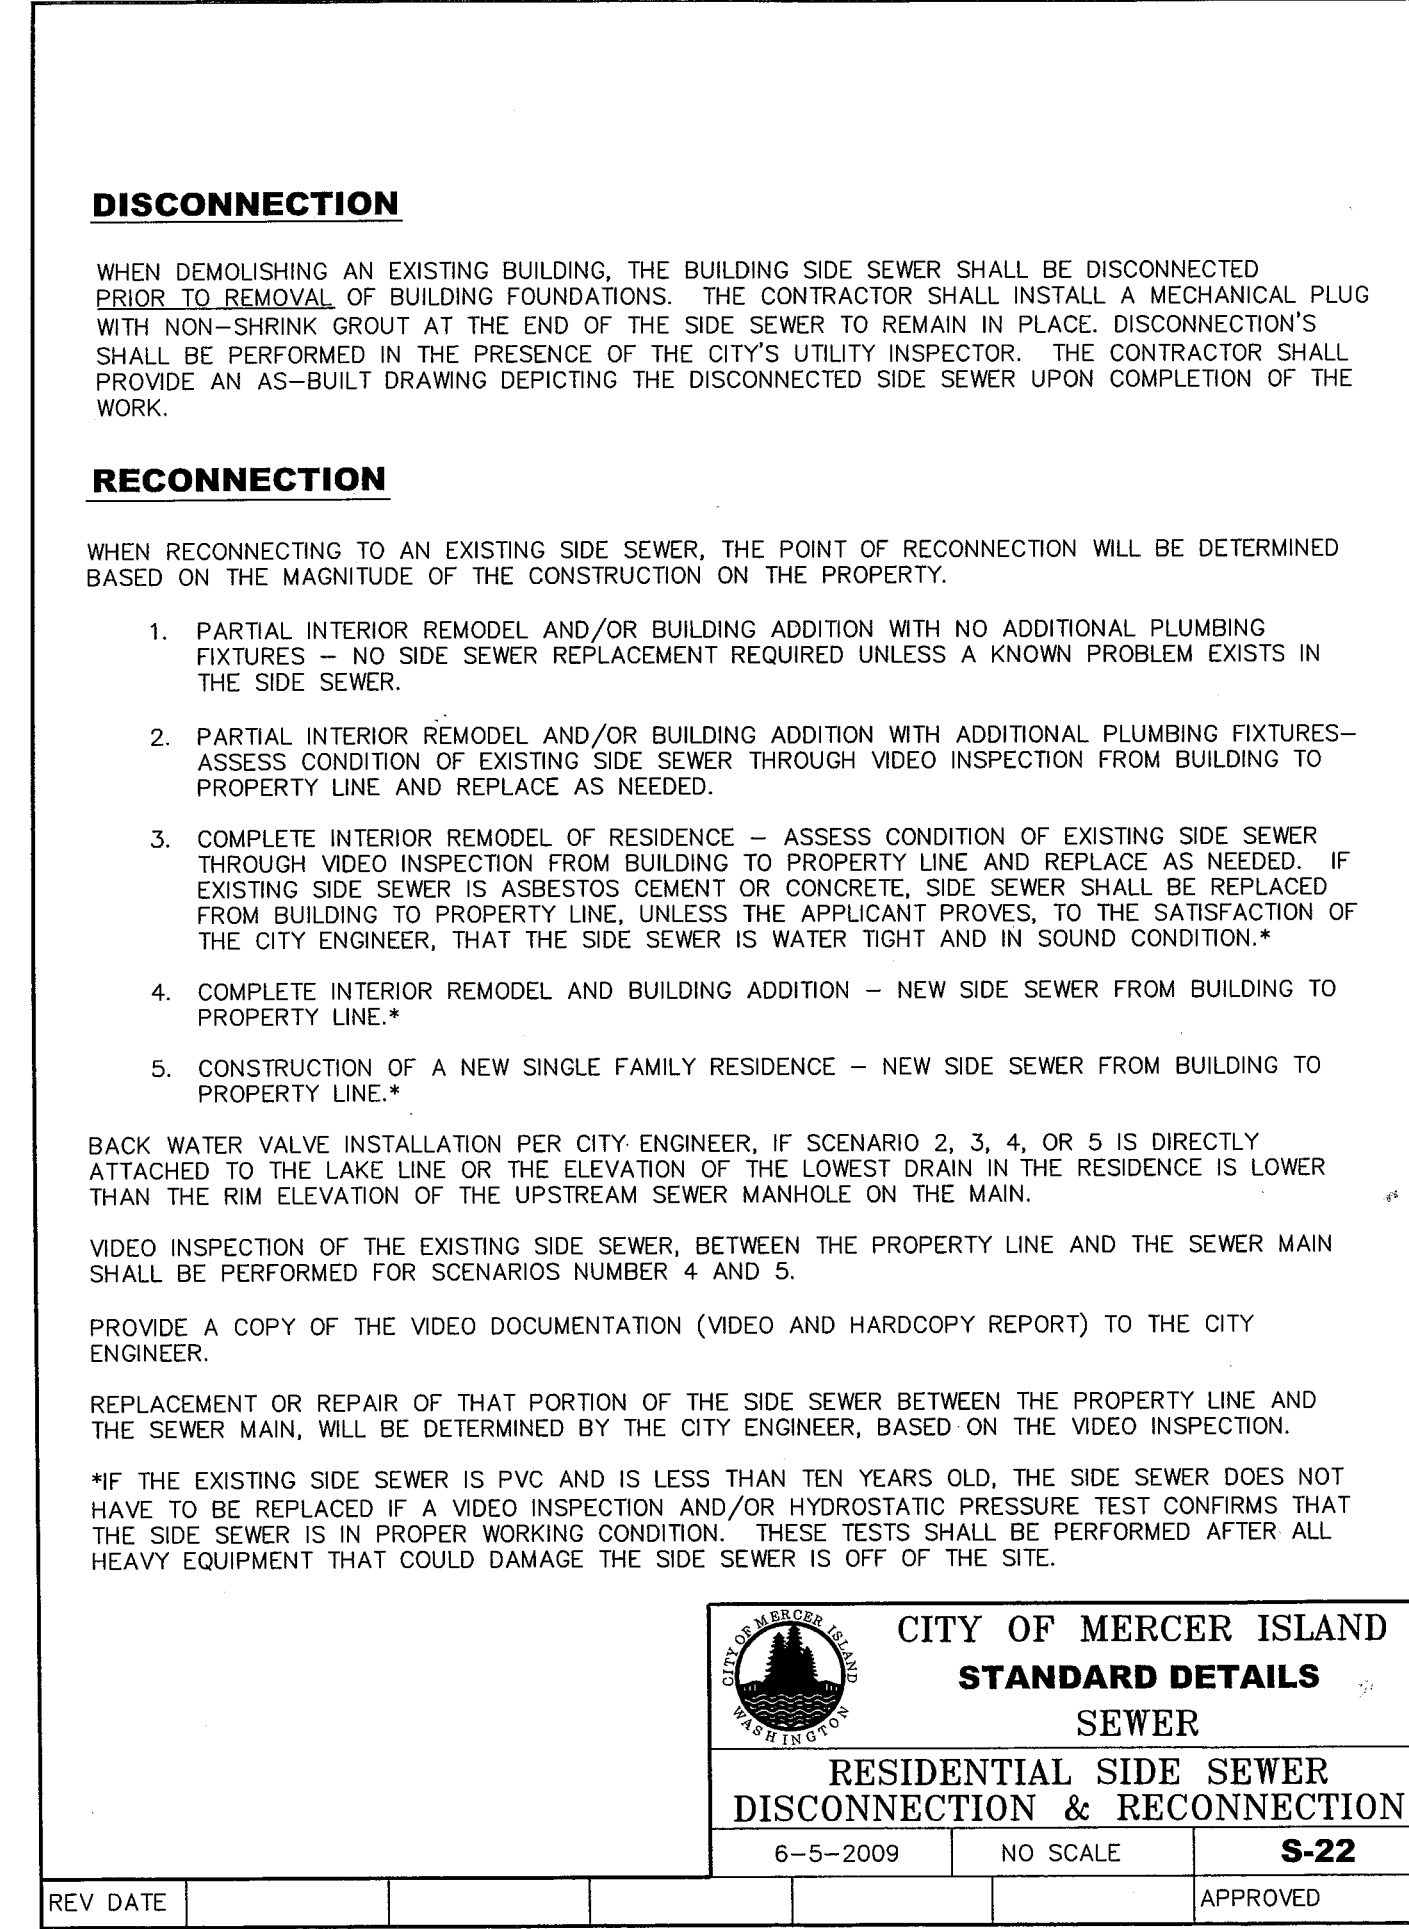 DISCONNECTION
WHEN DEMOLISHING AN EXISTING BUILDING, THE BUILDING SIDE SEWER SHALL BE DISCONNECTED
PRIOR TO REMOVAL OF BUILDING FOUNDATIONS. THE CONTRACTOR SHALL INSTALL A MECHANICAL PLUG
WITH NON-SHRINK GROUT AT THE END OF THE SIDE SEWER TO REMAIN IN PLACE. DISCONNECTION'S
SHALL BE PERFORMED IN THE PRESENCE OF THE CITY'S UTILITY INSPECTOR. THE CONTRACTOR SHALL
PROVIDE AN AS-BUILT DRAWING DEPICTING THE DISCONNECTED SIDE SEWER UPON COMPLETION OF THE
WORK.
RECONNECTION
WHEN RECONNECTING TO AN EXISTING SIDE SEWER, THE POINT OF RECONNECTION WILL BE DETERMINED
BASED ON THE MAGNITUDE OF THE CONSTRUCTION ON THE PROPERTY.
1. PARTIAL INTERIOR REMODEL AND/OR BUILDING ADDITION WITH NO ADDITIONAL PLUMBING
FIXTURES - NO SIDE SEWER REPLACEMENT REQUIRED UNLESS A KNOWN PROBLEM EXISTS IN
THE SIDE SEWER.
2. PARTIAL INTERIOR REMODEL AND/OR BUILDING ADDITION WITH ADDITIONAL PLUMBING FIXTURES-
ASSESS CONDITION OF EXISTING SIDE SEWER THROUGH VIDEO INSPECTION FROM BUILDING TO
PROPERTY LINE AND REPLACE AS NEEDED.
3. COMPLETE INTERIOR REMODEL OF RESIDENCE - ASSESS CONDITION OF EXISTING SIDE SEWER
THROUGH VIDEO INSPECTION FROM BUILDING TO PROPERTY LINE AND REPLACE AS NEEDED. IF
EXISTING SIDE SEWER IS ASBESTOS CEMENT OR CONCRETE, SIDE SEWER SHALL BE REPLACED
FROM BUILDING TO PROPERTY LINE, UNLESS THE APPLICANT PROVES, TO THE SATISFACTION OF
THE CITY ENGINEER, THAT THE SIDE SEWER IS WATER TIGHT AND IN SOUND CONDITION.*
4. COMPLETE INTERIOR REMODEL AND BUILDING ADDITION - NEW SIDE SEWER FROM BUILDING TO
PROPERTY LINE.*
5. CONSTRUCTION OF A NEW SINGLE FAMILY RESIDENCE - NEW SIDE SEWER FROM BUILDING TO
PROPERTY LINE.*
BACK WATER VALVE INSTALLATION PER CITY ENGINEER, IF SCENARIO 2, 3, 4, OR 5 IS DIRECTLY
ATTACHED TO THE LAKE LINE OR THE ELEVATION OF THE LOWEST DRAIN IN THE RESIDENCE IS LOWER
THAN THE RIM ELEVATION OF THE UPSTREAM SEWER MANHOLE ON THE MAIN.
VIDEO INSPECTION OF THE EXISTING SIDE SEWER, BETWEEN THE PROPERTY LINE AND THE SEWER MAIN
SHALL BE PERFORMED FOR SCENARIOS NUMBER 4 AND 5.
PROVIDE A COPY OF THE VIDEO DOCUMENTATION (VIDEO AND HARDCOPY REPORT) TO THE CITY
ENGINEER.
REPLACEMENT OR REPAIR OF THAT PORTION OF THE SIDE SEWER BETWEEN THE PROPERTY LINE AND
THE SEWER MAIN, WILL BE DETERMINED BY THE CITY ENGINEER, BASED ON THE VIDEO INSPECTION.
*IF THE EXISTING SIDE SEWER IS PVC AND IS LESS THAN TEN YEARS OLD, THE SIDE SEWER DOES NOT
HAVE TO BE REPLACED IF A VIDEO INSPECTION AND/OR HYDROSTATIC PRESSURE TEST CONFIRMS THAT
THE SIDE SEWER IS IN PROPER WORKING CONDITION. THESE TESTS SHALL BE PERFORMED AFTER ALL
HEAVY EQUIPMENT THAT COULD DAMAGE THE SIDE SEWER IS OFF OF THE SITE.
CITY OF MERCER ISLAND
WASHINGTON
CITY OF MERCER ISLAND
STANDARD DETAILS
SEWER
RESIDENTIAL SIDE SEWER
DISCONNECTION & RECONNECTION
6-5-2009 NO SCALE S-22
REV DATE APPROVED